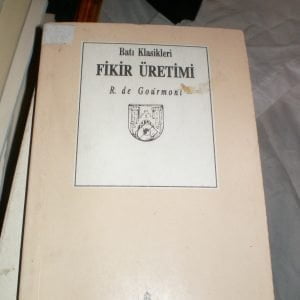 Batı Klasikleri
FİKİR ÜRETİMİ
R. de Gourmont